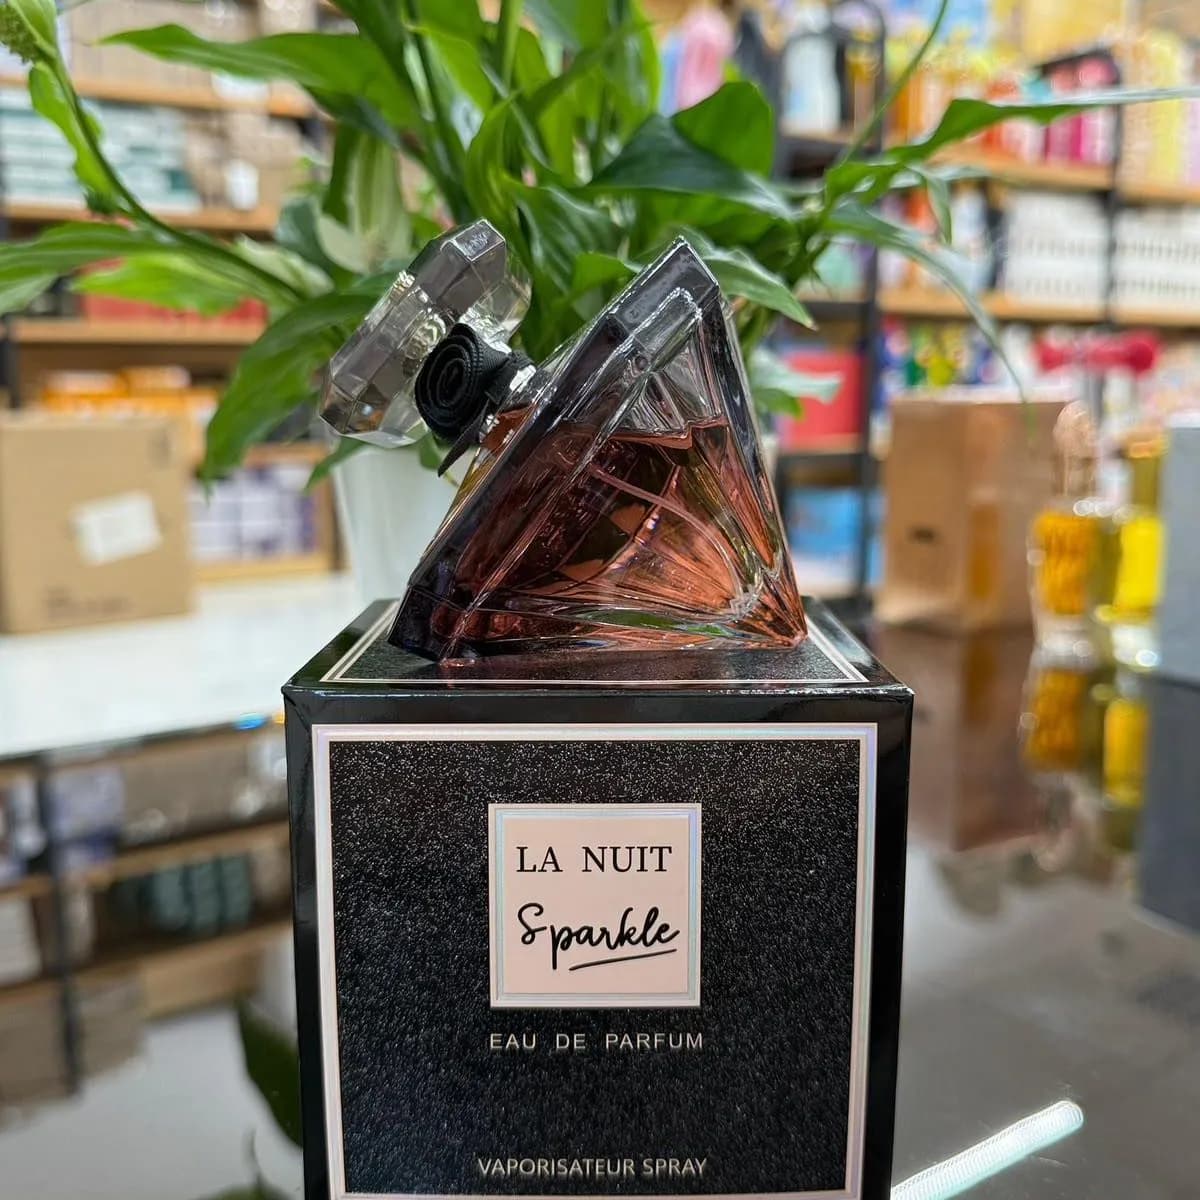 LA NUIT
Sparkle
EAU DE PARFUM
VAPORISATEUR SPRAY